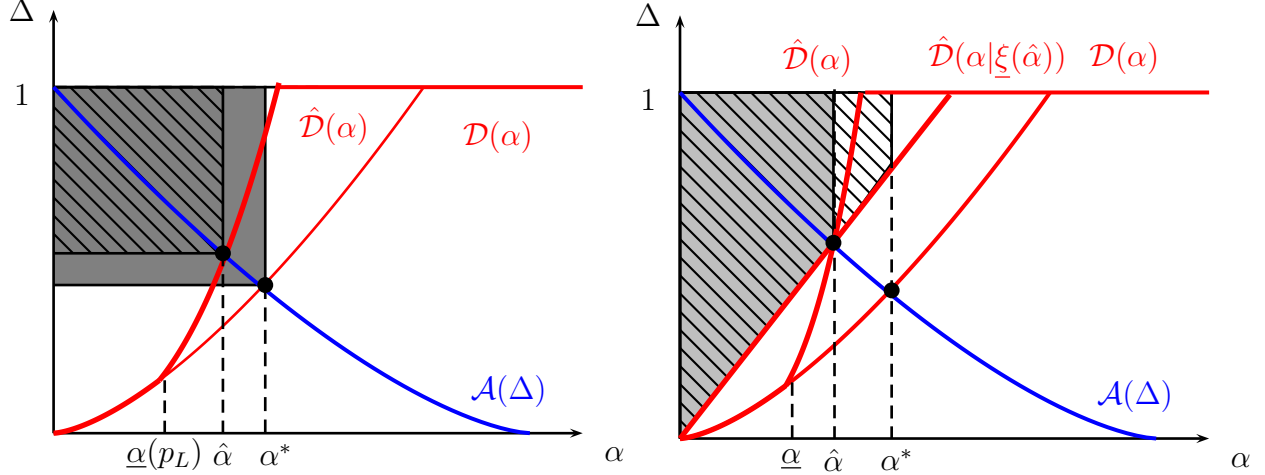 Δ
1
𝒟̂(α)
𝒟(α)
𝒜(Δ)
α̲(p_L)
α̂
α*
α
Δ
1
𝒟̂(α)
𝒟̂(α|ξ̲(α̂))
𝒟(α)
𝒜(Δ)
α̲
α̂
α*
α